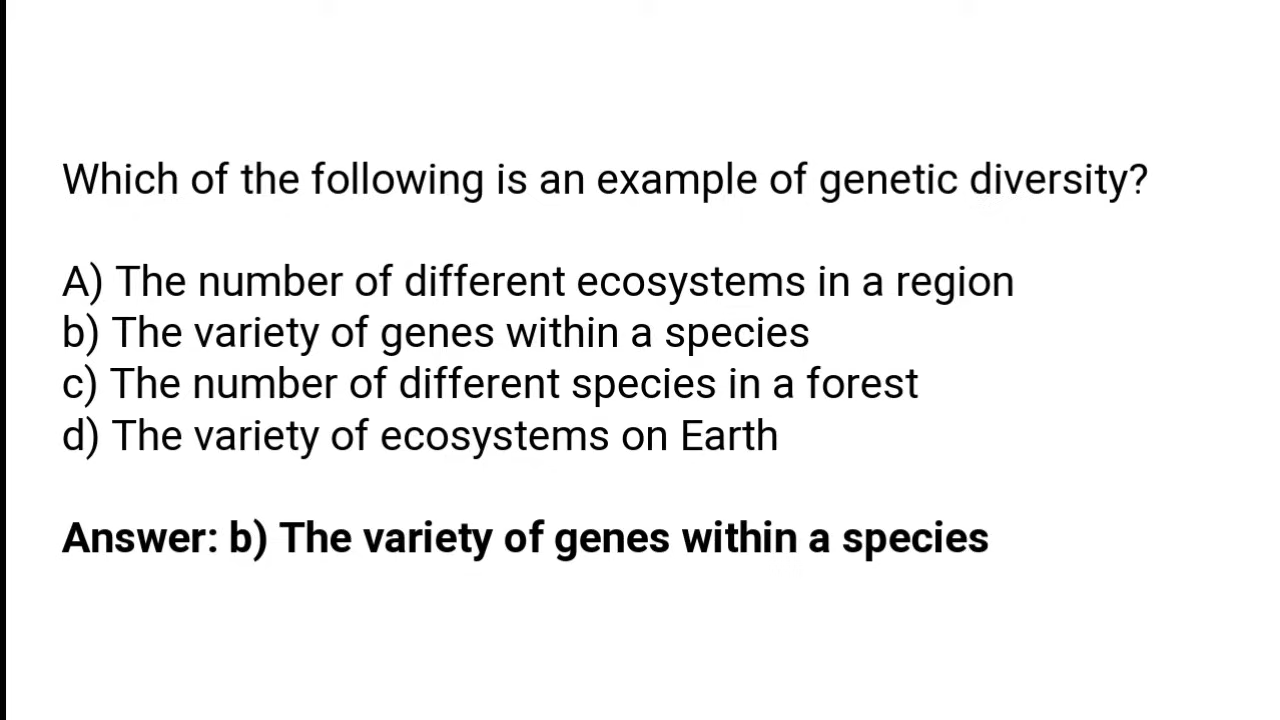 Which of the following is an example of genetic diversity?
A) The number of different ecosystems in a region
b) The variety of genes within a species
c) The number of different species in a forest
d) The variety of ecosystems on Earth
Answer: b) The variety of genes within a species